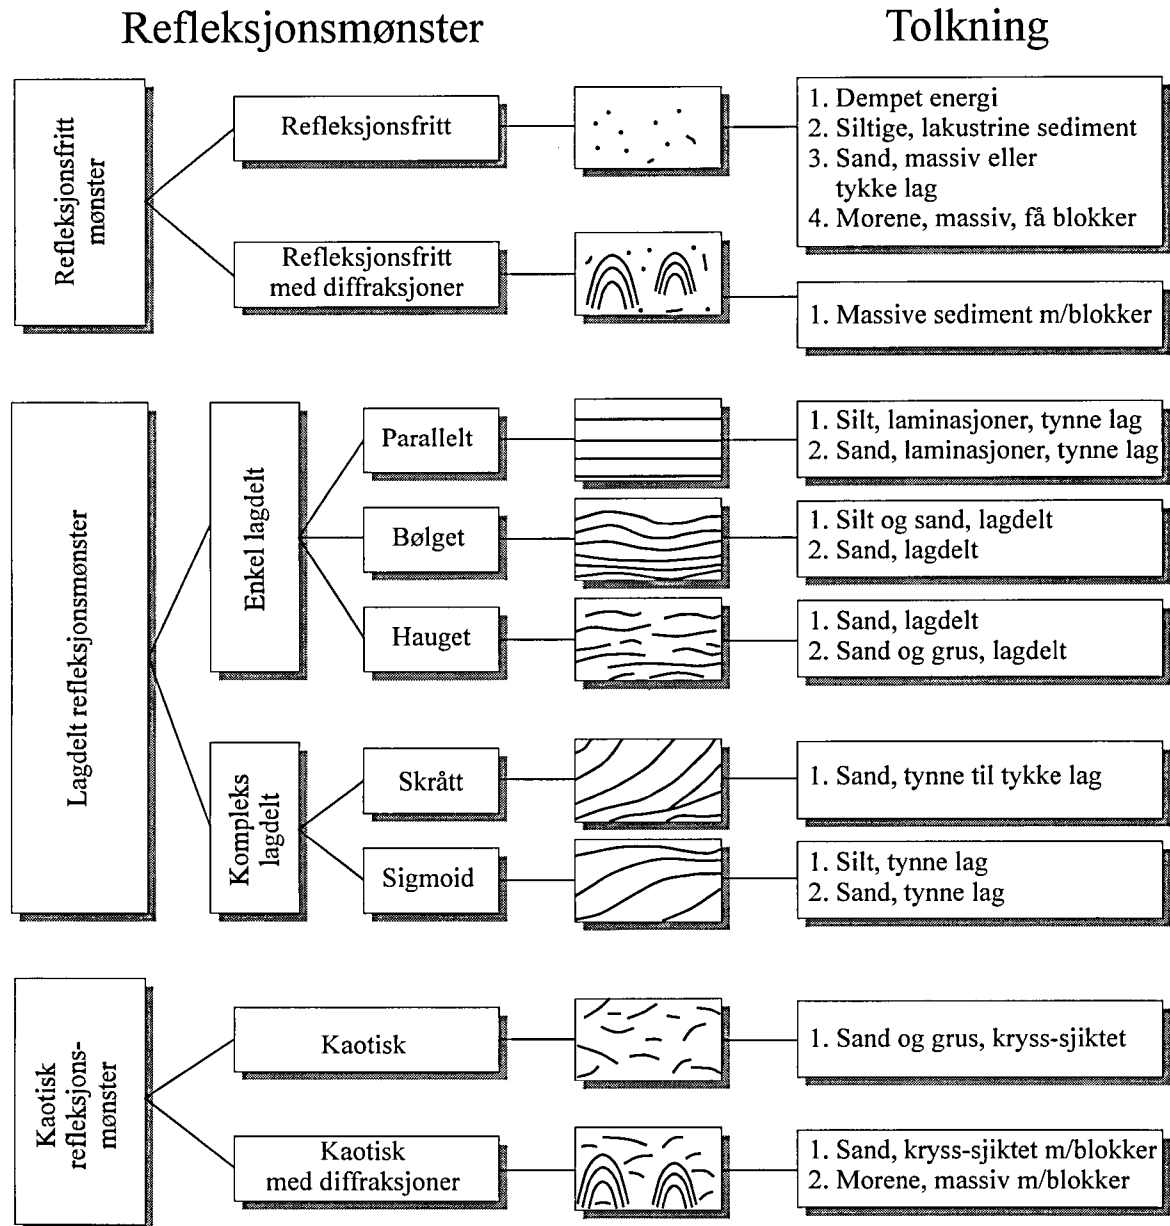 Refleksjonsmønster
Tolkning
Refleksjonsfritt
mønster
Refleksjonsfritt
1. Dempet energi
2. Siltige, lakustrine sediment
3. Sand, massiv eller
tykke lag
4. Morene, massiv, få blokker
Refleksjonsfritt
med diffraksjoner
1. Massive sediment m/blokker
Lagdelt refleksjonsmønster
Enkel lagdelt
Parallelt
1. Silt, laminasjoner, tynne lag
2. Sand, laminasjoner, tynne lag
Bølget
1. Silt og sand, lagdelt
2. Sand, lagdelt
Hauget
1. Sand, lagdelt
2. Sand og grus, lagdelt
Kompleks
lagdelt
Skrått
1. Sand, tynne til tykke lag
Sigmoid
1. Silt, tynne lag
2. Sand, tynne lag
Kaotisk
refleksjons-
mønster
Kaotisk
1. Sand og grus, kryss-sjiktet
Kaotisk
med diffraksjoner
1. Sand, kryss-sjiktet m/blokker
2. Morene, massiv m/blokker